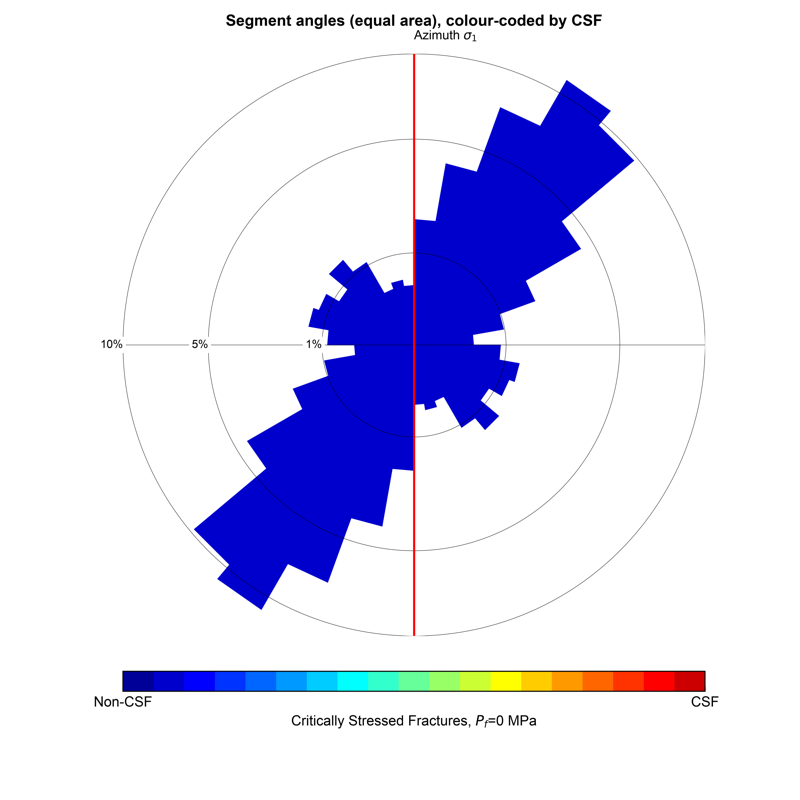 Segment angles (equal area), colour-coded by CSF
Azimuth σ1
10%
5%
1%
Non-CSF
CSF
Critically Stressed Fractures, Pf=0 MPa